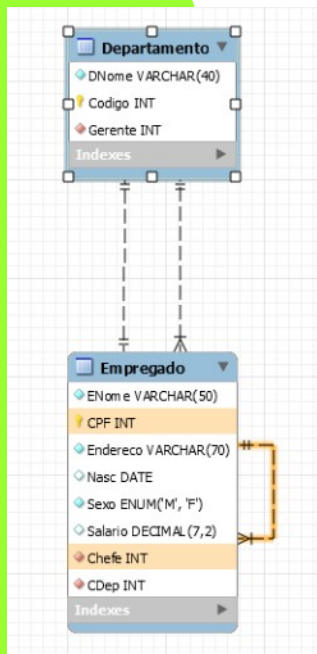 Departamento
DNome VARCHAR(40)
Codigo INT
Gerente INT
Indexes
Empregado
ENome VARCHAR(50)
CPF INT
Endereco VARCHAR(70)
Nasc DATE
Sexo ENUM('M', 'F')
Salario DECIMAL(7,2)
Chefe INT
CDep INT
Indexes